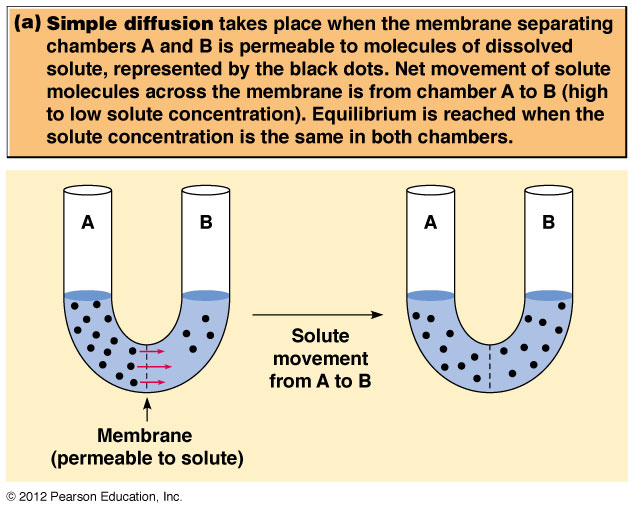 (a) Simple diffusion takes place when the membrane separating
chambers A and B is permeable to molecules of dissolved
solute, represented by the black dots. Net movement of solute
molecules across the membrane is from chamber A to B (high
to low solute concentration). Equilibrium is reached when the
solute concentration is the same in both chambers.
A
B
A
B
Solute
movement
from A to B
Membrane
(permeable to solute)
© 2012 Pearson Education, Inc.